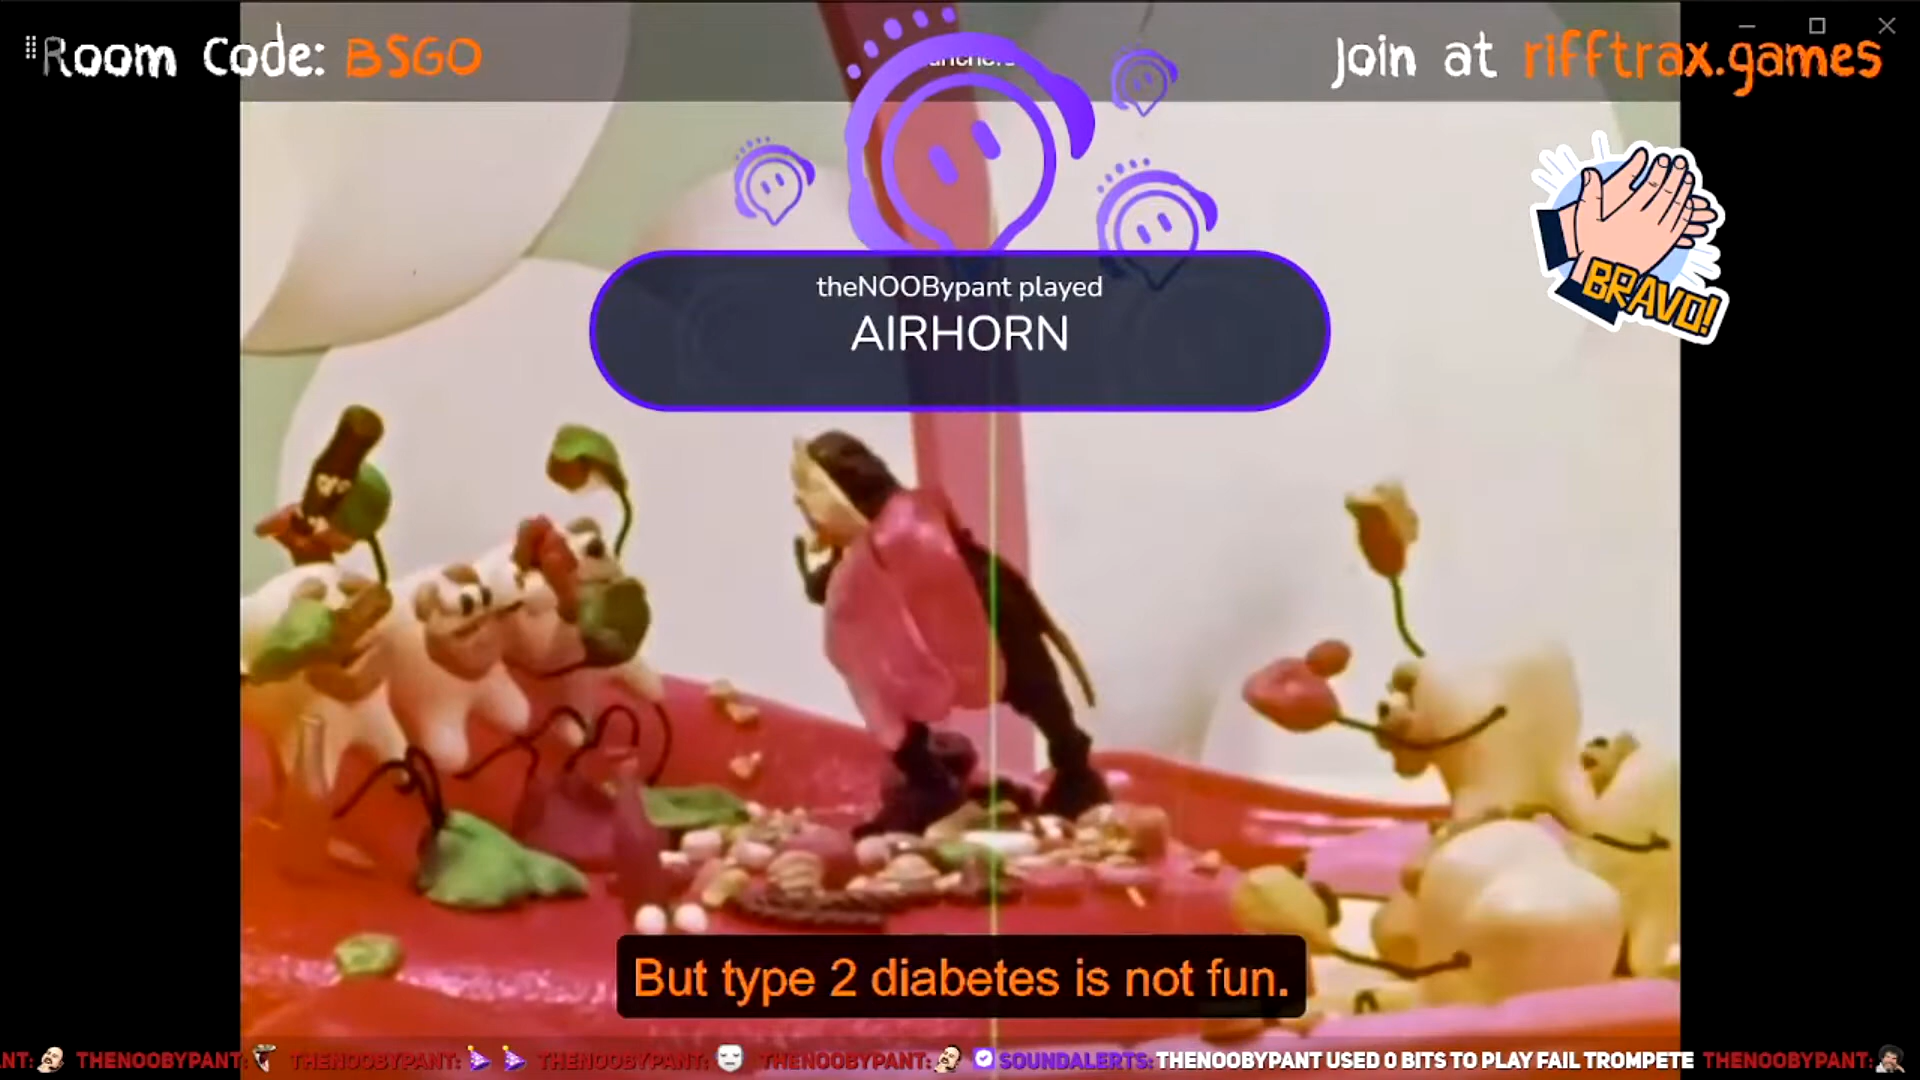 Room Code: BSGO
Join at rifftrax.games
theNOOBypant played
AIRHORN
BRAVO!
But type 2 diabetes is not fun.
NT: THENOOBYPANT: THENOOBYPANT: THENOOBYPANT: THENOOBYPANT: SOUNDALERTS: THENOOBYPANT USED 0 BITS TO PLAY FAIL TROMPETE THENOOBYPANT: